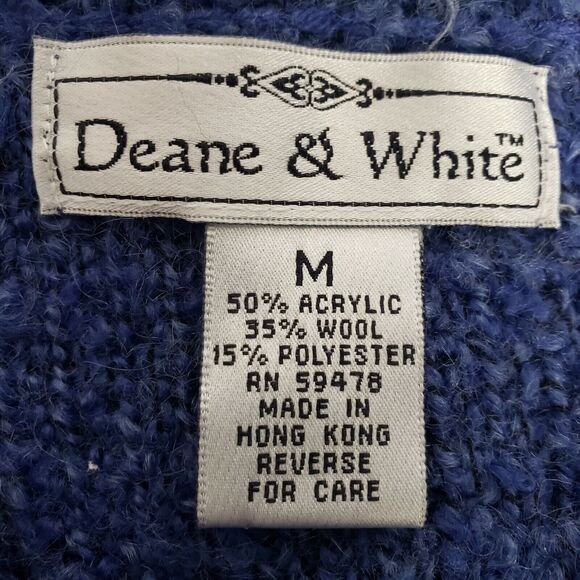 Deane & White™
M
50% ACRYLIC
35% WOOL
15% POLYESTER
RN 59478
MADE IN
HONG KONG
REVERSE
FOR CARE